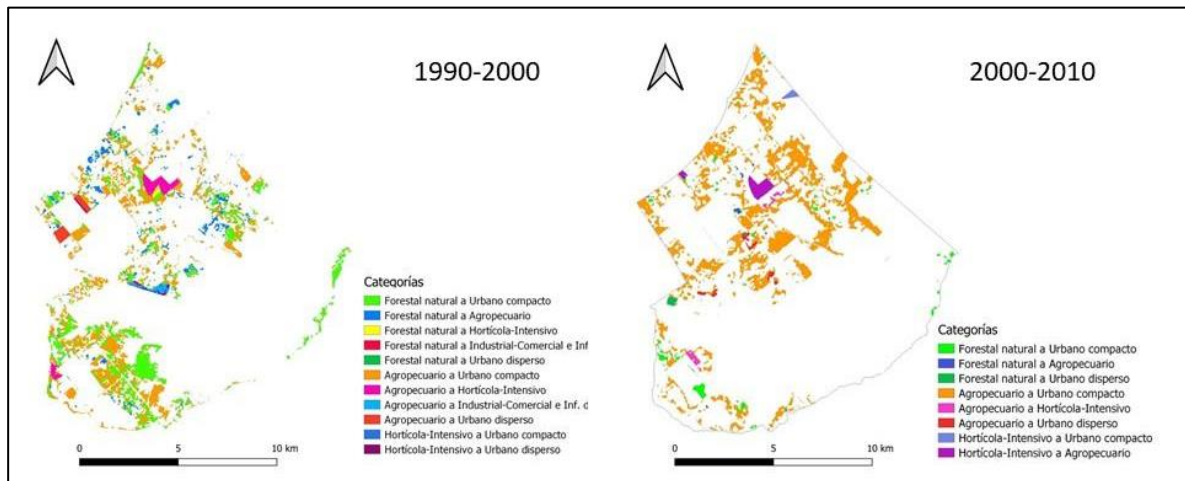 1990-2000
Categorías
Forestal natural a Urbano compacto
Forestal natural a Agropecuario
Forestal natural a Hortícola-Intensivo
Forestal natural a Industrial-Comercial e Inf
Forestal natural a Urbano disperso
Agropecuario a Urbano compacto
Agropecuario a Hortícola-Intensivo
Agropecuario a Industrial-Comercial e Inf. d
Agropecuario a Urbano disperso
Hortícola-Intensivo a Urbano compacto
Hortícola-Intensivo a Urbano disperso
0 5 10 km
2000-2010
Categorías
Forestal natural a Urbano compacto
Forestal natural a Agropecuario
Forestal natural a Urbano disperso
Agropecuario a Urbano compacto
Agropecuario a Hortícola-Intensivo
Agropecuario a Urbano disperso
Hortícola-Intensivo a Urbano compacto
Hortícola-Intensivo a Agropecuario
0 5 10 km